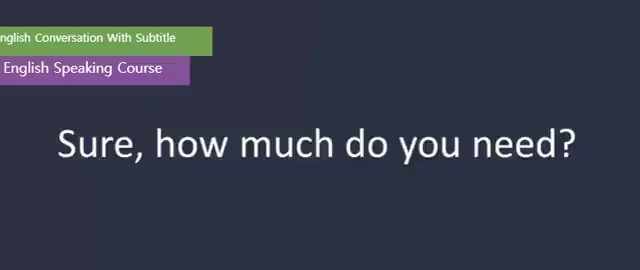 nglish Conversation With Subtitle
English Speaking Course
Sure, how much do you need?